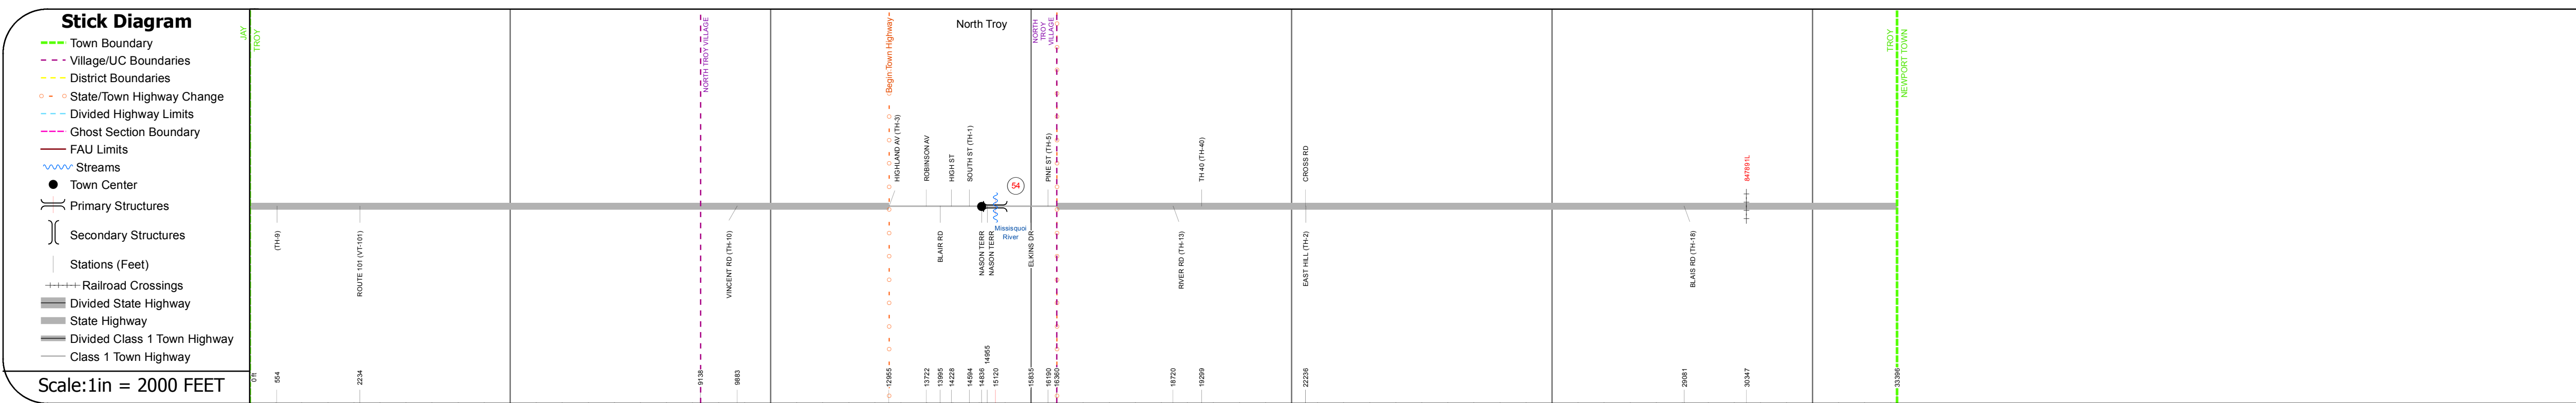 Stick Diagram
Town Boundary
Village/UC Boundaries
District Boundaries
State/Town Highway Change
Divided Highway Limits
Ghost Section Boundary
FAU Limits
Streams
Town Center
Primary Structures
Secondary Structures
Stations (Feet)
Railroad Crossings
Divided State Highway
State Highway
Divided Class 1 Town Highway
Class 1 Town Highway
Scale:1in = 2000 FEET
JAY
TROY
NORTH TROY VILLAGE
Begin Town Highway
North Troy
NORTH
TROY
VILLAGE
TROY
NEWPORT TOWN
HIGHLAND AV (TH-3)
ROBINSON AV
HIGH ST
SOUTH ST (TH-1)
54
PINE ST (TH-5)
TH 40 (TH-40)
CROSS RD
847891L
(TH-9)
ROUTE 101 (VT-101)
VINCENT RD (TH-10)
BLAIR RD
NASON TERR
NASON TERR
Missisquoi
River
ELKINS DR
RIVER RD (TH-13)
EAST HILL (TH-2)
BLAIS RD (TH-18)
0 ft
554
2234
9138
9883
12955
13722
13995
14228
14594
14836
14955
15120
15835
16190
16360
18720
19299
22236
29081
30347
33396